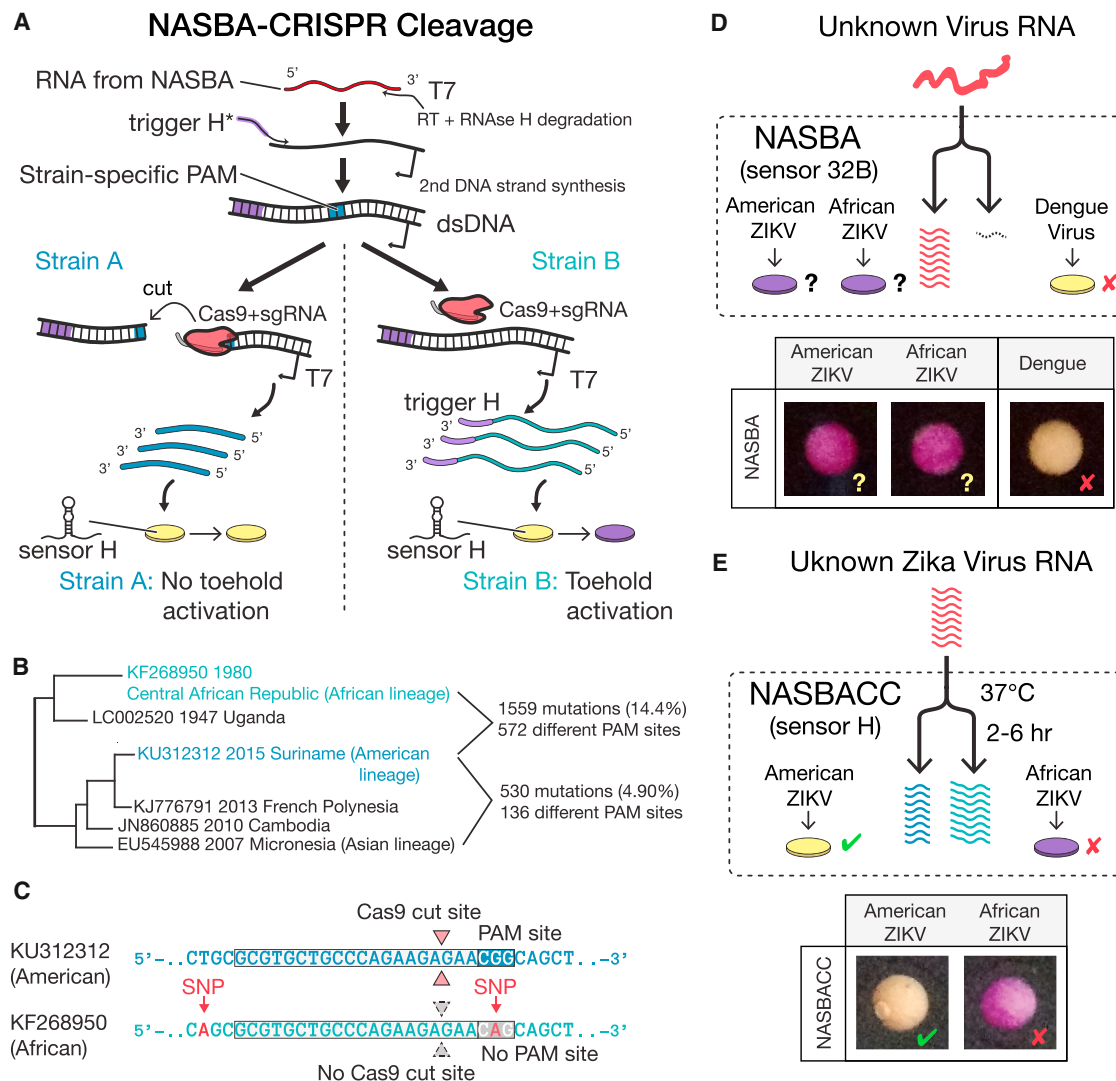 A
NASBA-CRISPR Cleavage
RNA from NASBA
5’
3’
T7
RT + RNAse H degradation
trigger H*
Strain-specific PAM
2nd DNA strand synthesis
dsDNA
Strain A
Strain B
cut
Cas9+sgRNA
Cas9+sgRNA
T7
T7
trigger H
3’
5’
3’
5’
3’
5’
3’
5’
3’
5’
3’
5’
sensor H
sensor H
Strain A: No toehold
activation
Strain B: Toehold
activation
B
KF268950 1980
Central African Republic (African lineage)
LC002520 1947 Uganda
KU312312 2015 Suriname (American
lineage)
KJ776791 2013 French Polynesia
JN860885 2010 Cambodia
EU545988 2007 Micronesia (Asian lineage)
1559 mutations (14.4%)
572 different PAM sites
530 mutations (4.90%)
136 different PAM sites
C
Cas9 cut site
PAM site
KU312312
(American)
5’-..CTGCGCGTGCTGCCCAGAAGAGAACGGCAGCT..-3’
SNP
SNP
KF268950
(African)
5’-..CAGCGCGTGCTGCCCAGAAGAGAACAGCAGCT..-3’
No PAM site
No Cas9 cut site
D
Unknown Virus RNA
NASBA
(sensor 32B)
American
ZIKV
African
ZIKV
Dengue
Virus
?
?
✘
American
ZIKV
African
ZIKV
Dengue
NASBA
?
?
✘
E
Uknown Zika Virus RNA
NASBACC
(sensor H)
37°C
2-6 hr
American
ZIKV
African
ZIKV
✔
✘
American
ZIKV
African
ZIKV
NASBACC
✔
✘